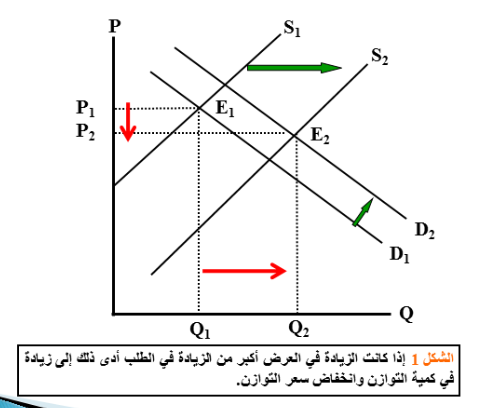 P
S₁
S₂
P₁
E₁
P₂
E₂
D₂
D₁
Q
Q₁
Q₂
الشكل 1 إذا كانت الزيادة في العرض أكبر من الزيادة في الطلب أدى ذلك إلى زيادة
في كمية التوازن وانخفاض سعر التوازن.